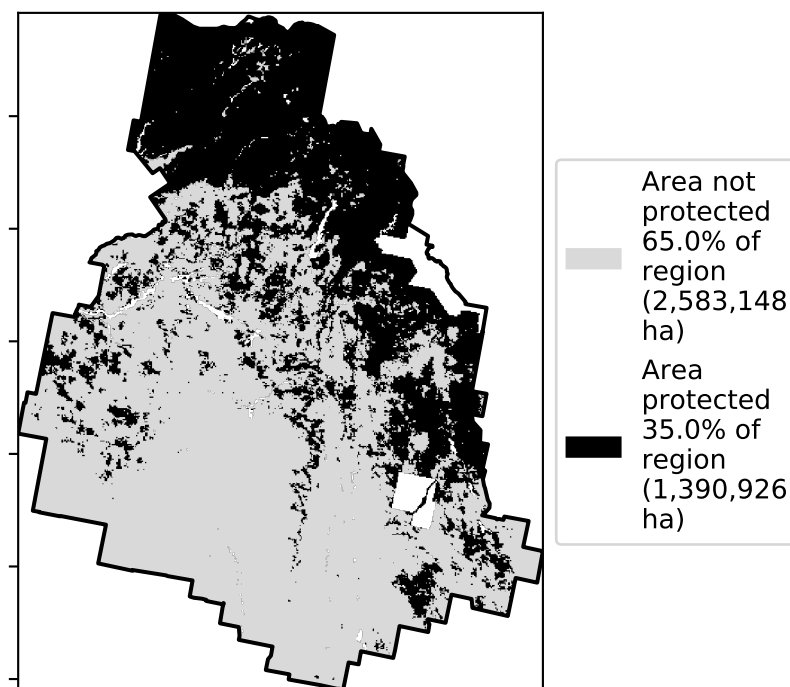 Area not
protected
65.0% of
region
(2,583,148
ha)
Area
protected
35.0% of
region
(1,390,926
ha)